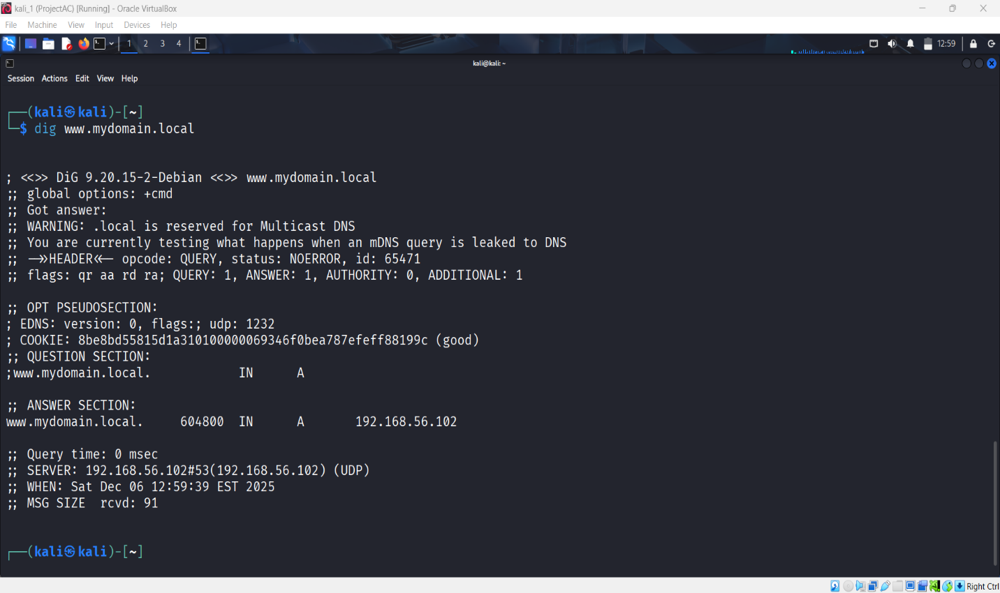 kali_1 (ProjectAC) [Running] - Oracle VirtualBox
File Machine View Input Devices Help
1 2 3 4 12:59
kali@kali: ~
Session Actions Edit View Help
┌──(kali㉿kali)-[~]
└─$ dig www.mydomain.local
; <<>> DiG 9.20.15-2-Debian <<>> www.mydomain.local
;; global options: +cmd
;; Got answer:
;; WARNING: .local is reserved for Multicast DNS
;; You are currently testing what happens when an mDNS query is leaked to DNS
;; ->>HEADER<<- opcode: QUERY, status: NOERROR, id: 65471
;; flags: qr aa rd ra; QUERY: 1, ANSWER: 1, AUTHORITY: 0, ADDITIONAL: 1
;; OPT PSEUDOSECTION:
; EDNS: version: 0, flags:; udp: 1232
; COOKIE: 8be8bd55815d1a310100000069346f0bea787efeff88199c (good)
;; QUESTION SECTION:
;www.mydomain.local. IN A
;; ANSWER SECTION:
www.mydomain.local. 604800 IN A 192.168.56.102
;; Query time: 0 msec
;; SERVER: 192.168.56.102#53(192.168.56.102) (UDP)
;; WHEN: Sat Dec 06 12:59:39 EST 2025
;; MSG SIZE rcvd: 91
┌──(kali㉿kali)-[~]
Right Ctrl